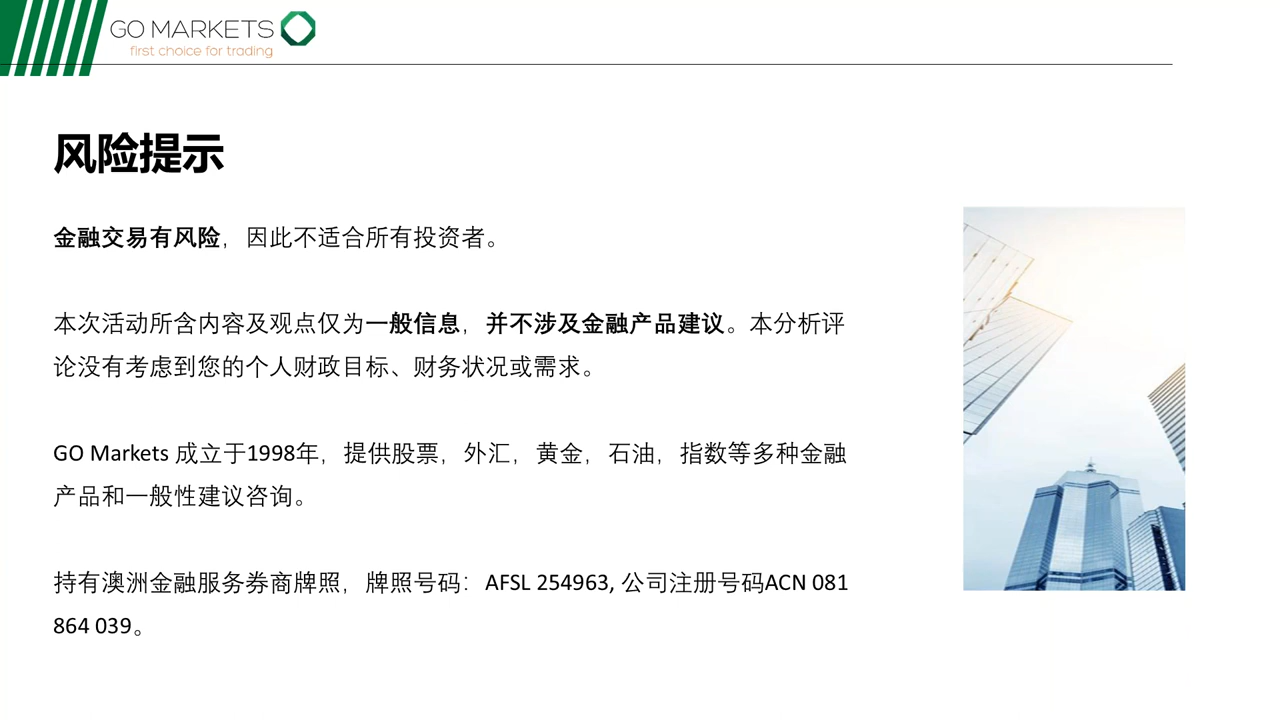 GO MARKETS
first choice for trading
风险提示
金融交易有风险，因此不适合所有投资者。
本次活动所含内容及观点仅为一般信息，并不涉及金融产品建议。本分析评
论没有考虑到您的个人财政目标、财务状况或需求。
GO Markets 成立于1998年，提供股票，外汇，黄金，石油，指数等多种金融
产品和一般性建议咨询。
持有澳洲金融服务券商牌照，牌照号码：AFSL 254963, 公司注册号码ACN 081
864 039。